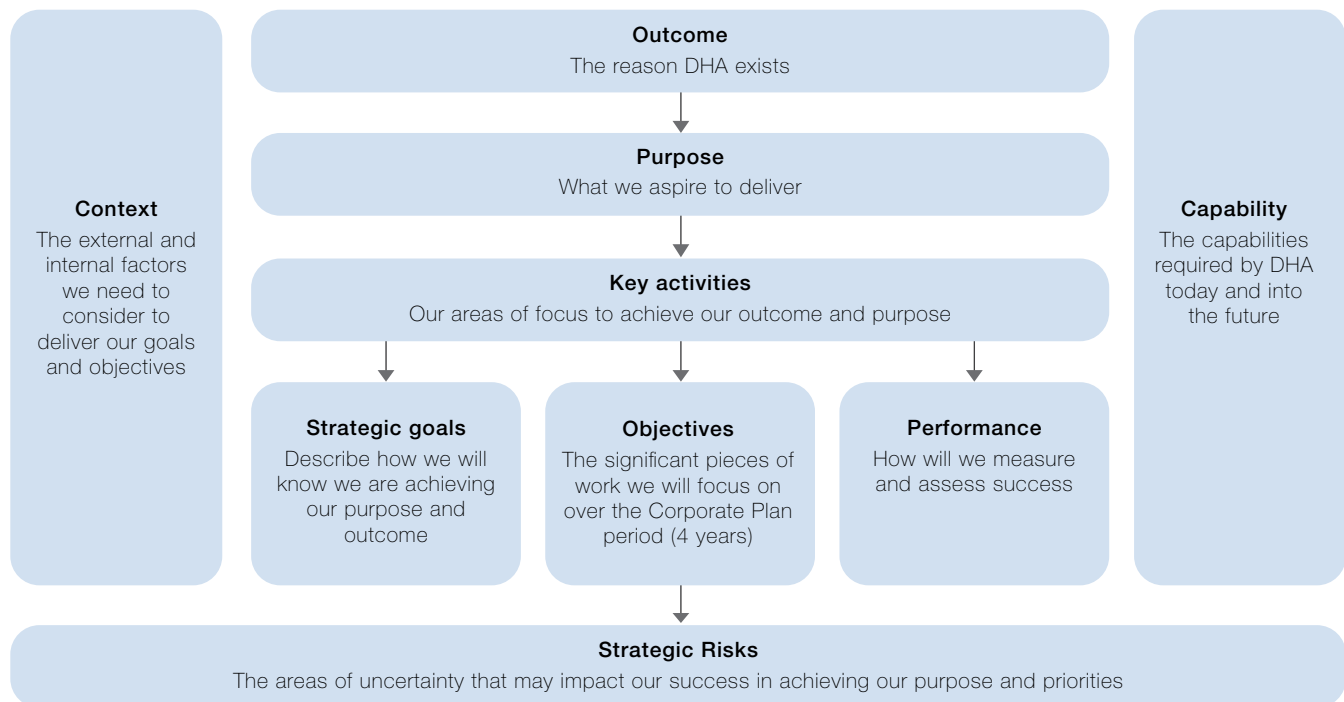 Outcome
The reason DHA exists
Purpose
What we aspire to deliver
Context
The external and
internal factors
we need to
consider to
deliver our goals
and objectives
Key activities
Our areas of focus to achieve our outcome and purpose
Capability
The capabilities
required by DHA
today and into
the future
Strategic goals
Describe how we will
know we are achieving
our purpose and
outcome
Objectives
The significant pieces of
work we will focus on
over the Corporate Plan
period (4 years)
Performance
How will we measure
and assess success
Strategic Risks
The areas of uncertainty that may impact our success in achieving our purpose and priorities